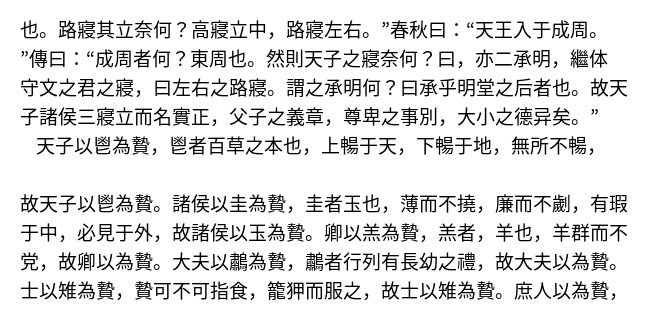 也。路寢其立奈何？高寢立中，路寢左右。”春秋曰：“天王入于成周。
”傳曰：“成周者何？東周也。然則天子之寢奈何？曰，亦二承明，繼体
守文之君之寢，曰左右之路寢。謂之承明何？曰承乎明堂之后者也。故天
子諸侯三寢立而名實正，父子之義章，尊卑之事別，大小之德异矣。”
天子以鬯為贄，鬯者百草之本也，上暢于天，下暢于地，無所不暢，
故天子以鬯為贄。諸侯以圭為贄，圭者玉也，薄而不撓，廉而不劌，有瑕
于中，必見于外，故諸侯以玉為贄。卿以羔為贄，羔者，羊也，羊群而不
党，故卿以為贄。大夫以鷫為贄，鷫者行列有長幼之禮，故大夫以為贄。
士以雉為贄，贄可不可指食，籠狎而服之，故士以雉為贄。庶人以為贄，